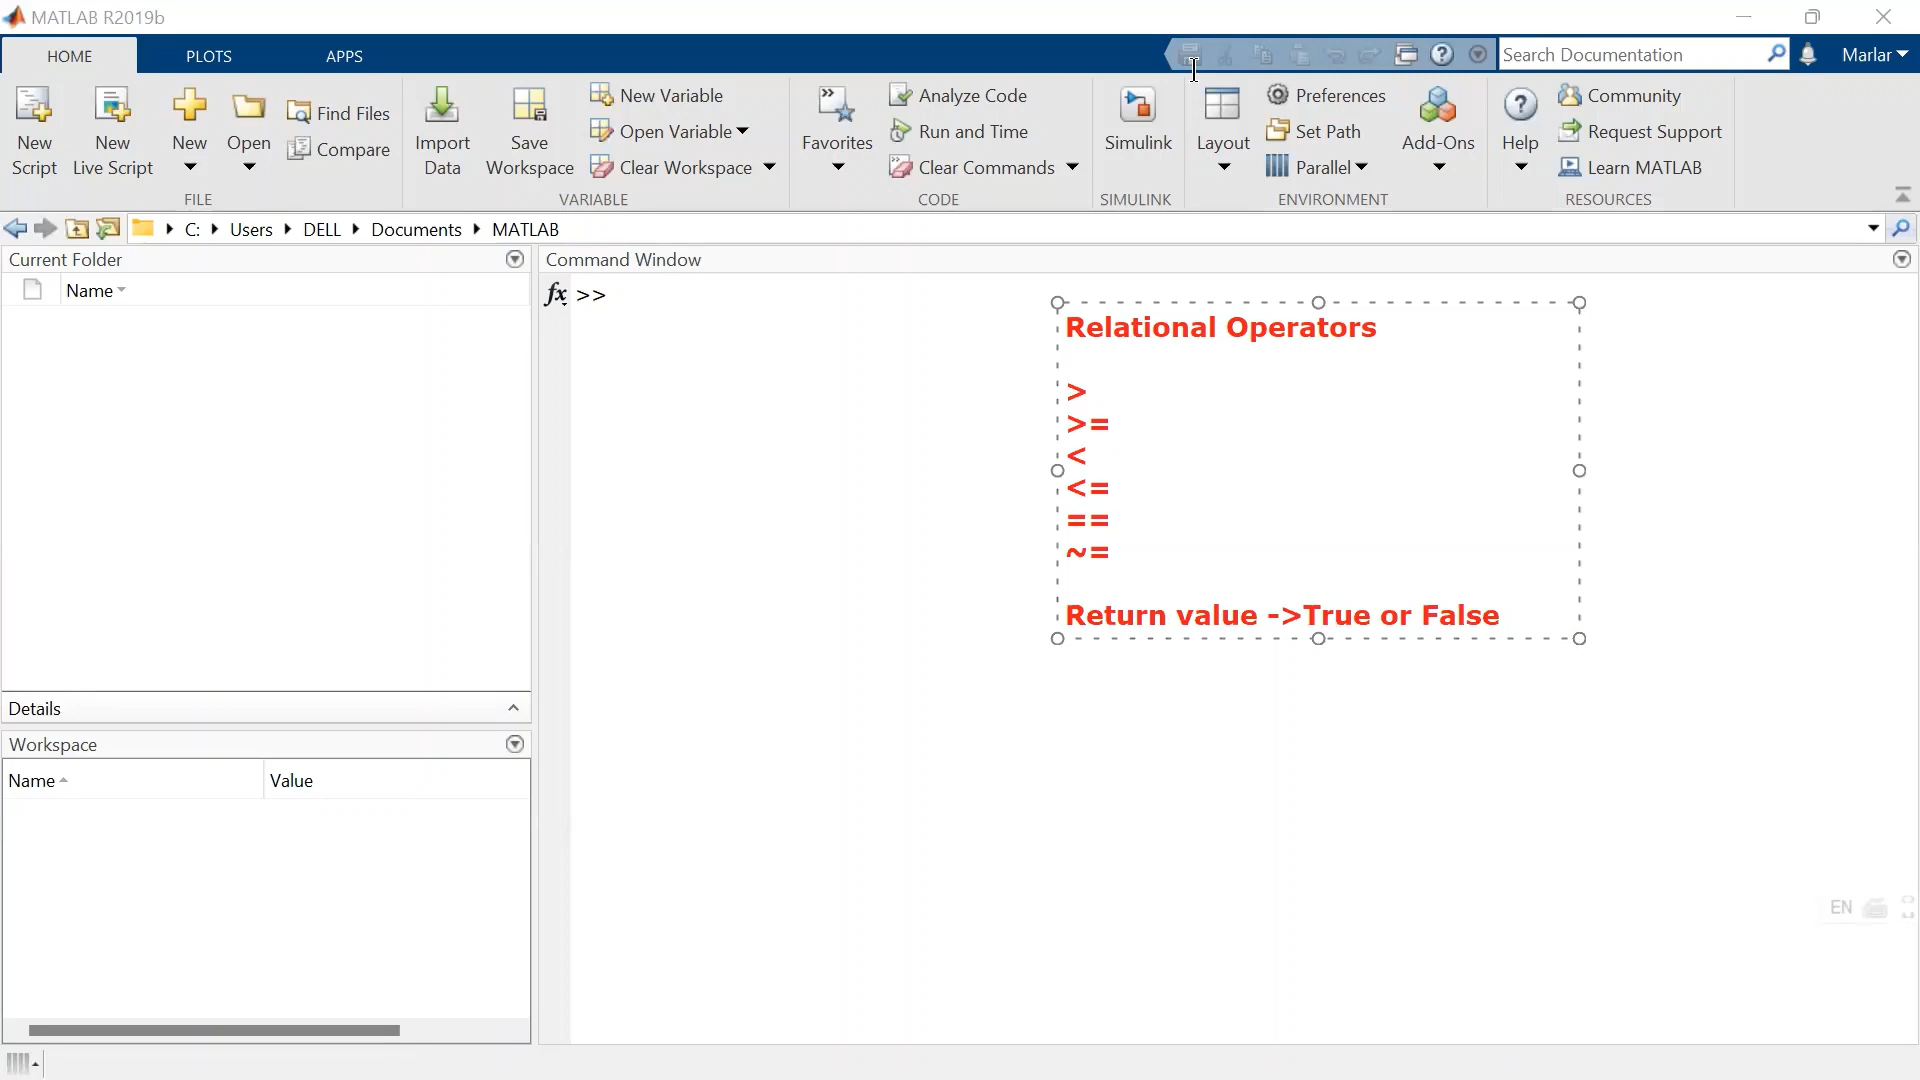 MATLAB R2019b
HOME PLOTS APPS
Search Documentation
Marlar
New Script
New Live Script
New
Open
Find Files
Compare
FILE
Import Data
Save Workspace
New Variable
Open Variable
Clear Workspace
VARIABLE
Favorites
Analyze Code
Run and Time
Clear Commands
CODE
Simulink
SIMULINK
Layout
Preferences
Set Path
Parallel
Add-Ons
ENVIRONMENT
Help
Community
Request Support
Learn MATLAB
RESOURCES
C: Users DELL Documents MATLAB
Current Folder
Name
Details
Workspace
Name Value
Command Window
fx >>
Relational Operators
>
>=
<
<=
==
~=
Return value ->True or False
EN